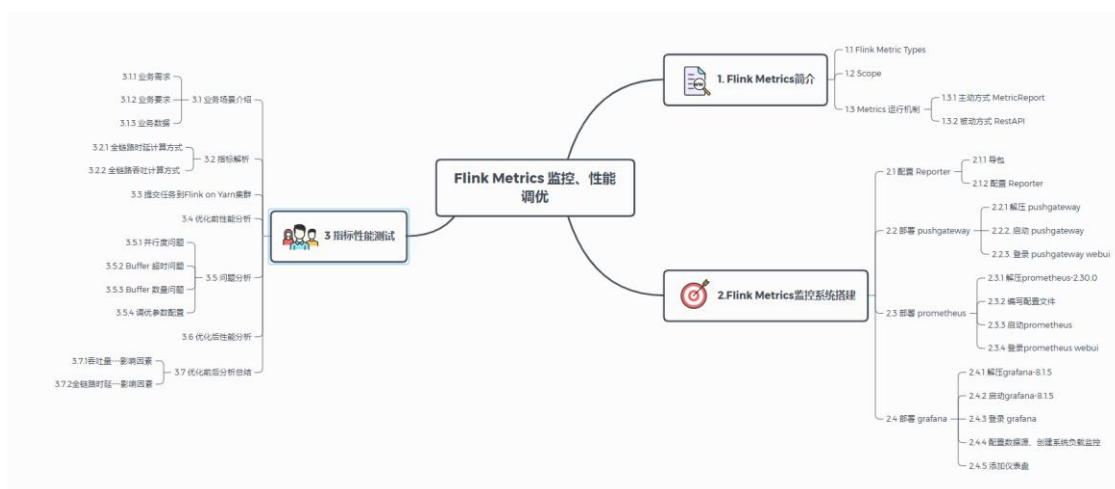 Flink Metrics 监控、性能
调优
1. Flink Metrics简介
1.1 Flink Metric Types
1.2 Scope
1.3 Metrics 运行机制
1.3.1 主动方式 MetricReport
1.3.2 被动方式 RestAPI
2.Flink Metrics监控系统搭建
2.1 配置 Reporter
2.1.1 导包
2.1.2 配置 Reporter
2.2 部署 pushgateway
2.2.1 解压 pushgateway
2.2.2. 启动 pushgateway
2.2.3. 登录 pushgateway webui
2.3 部署 prometheus
2.3.1 解压prometheus-2.30.0
2.3.2 编写配置文件
2.3.3 启动prometheus
2.3.4 登录prometheus webui
2.4 部署 grafana
2.4.1 解压grafana-8.1.5
2.4.2 启动grafana-8.1.5
2.4.3 登录 grafana
2.4.4 配置数据源、创建系统负载监控
2.4.5 添加仪表盘
3 指标性能测试
3.1 业务场景介绍
3.1.1 业务需求
3.1.2 业务要求
3.1.3 业务数据
3.2 指标解析
3.2.1 全链路时延计算方式
3.2.2 全链路吞吐计算方式
3.3 提交任务到Flink on Yarn集群
3.4 优化前性能分析
3.5 问题分析
3.5.1 并行度问题
3.5.2 Buffer 超时问题
3.5.3 Buffer 数量问题
3.5.4 调优参数配置
3.6 优化后性能分析
3.7 优化前后分析总结
3.7.1吞吐量--影响因素
3.7.2全链路时延--影响因素